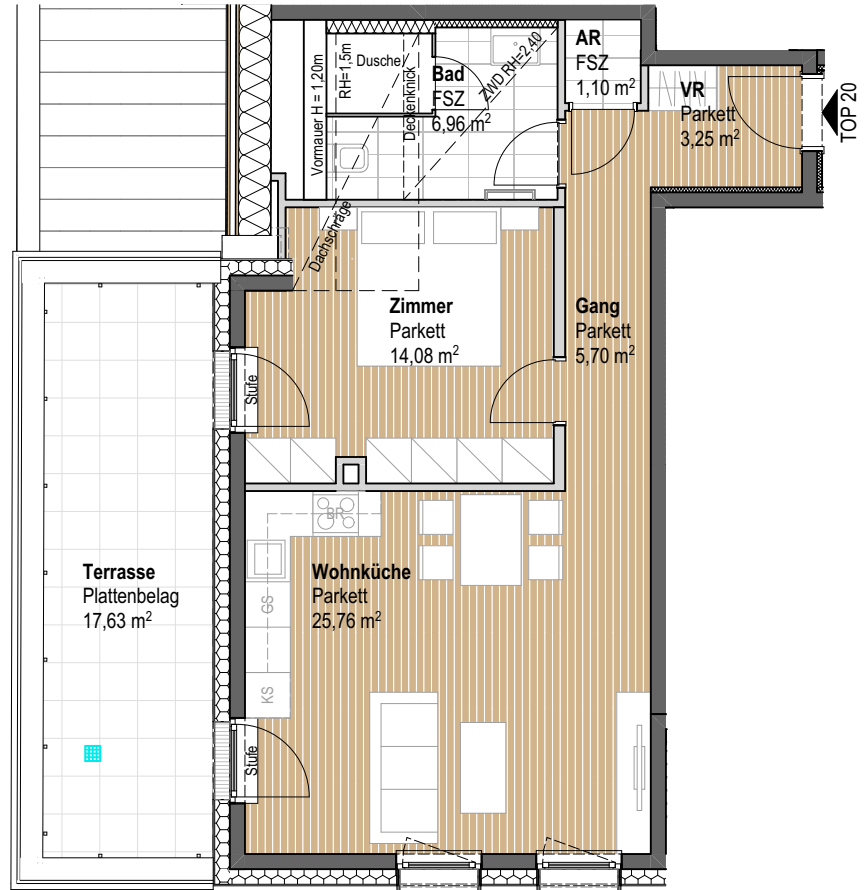 Vormauer H = 1,20m
RH=1,5m
Dusche
Deckenknick
Bad
FSZ
6,96 m²
ZWD RH=2,40
AR
FSZ
1,10 m²
VR
Parkett
3,25 m²
TOP 20
Dachschräge
Zimmer
Parkett
14,08 m²
Gang
Parkett
5,70 m²
Stufe
BR
Terrasse
Plattenbelag
17,63 m²
Wohnküche
Parkett
25,76 m²
GS
KS
Stufe